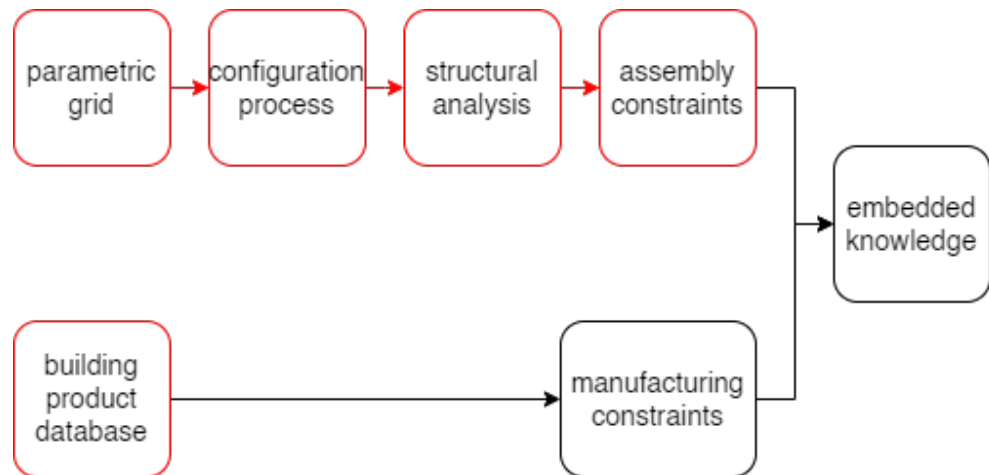 parametric
grid
configuration
process
structural
analysis
assembly
constraints
embedded
knowledge
building
product
database
manufacturing
constraints